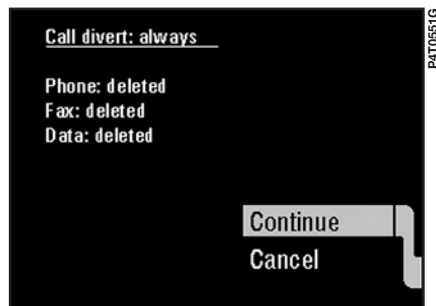 Call divert: always
Phone: deleted
Fax: deleted
Data: deleted
Continue
Cancel
P4T0551G